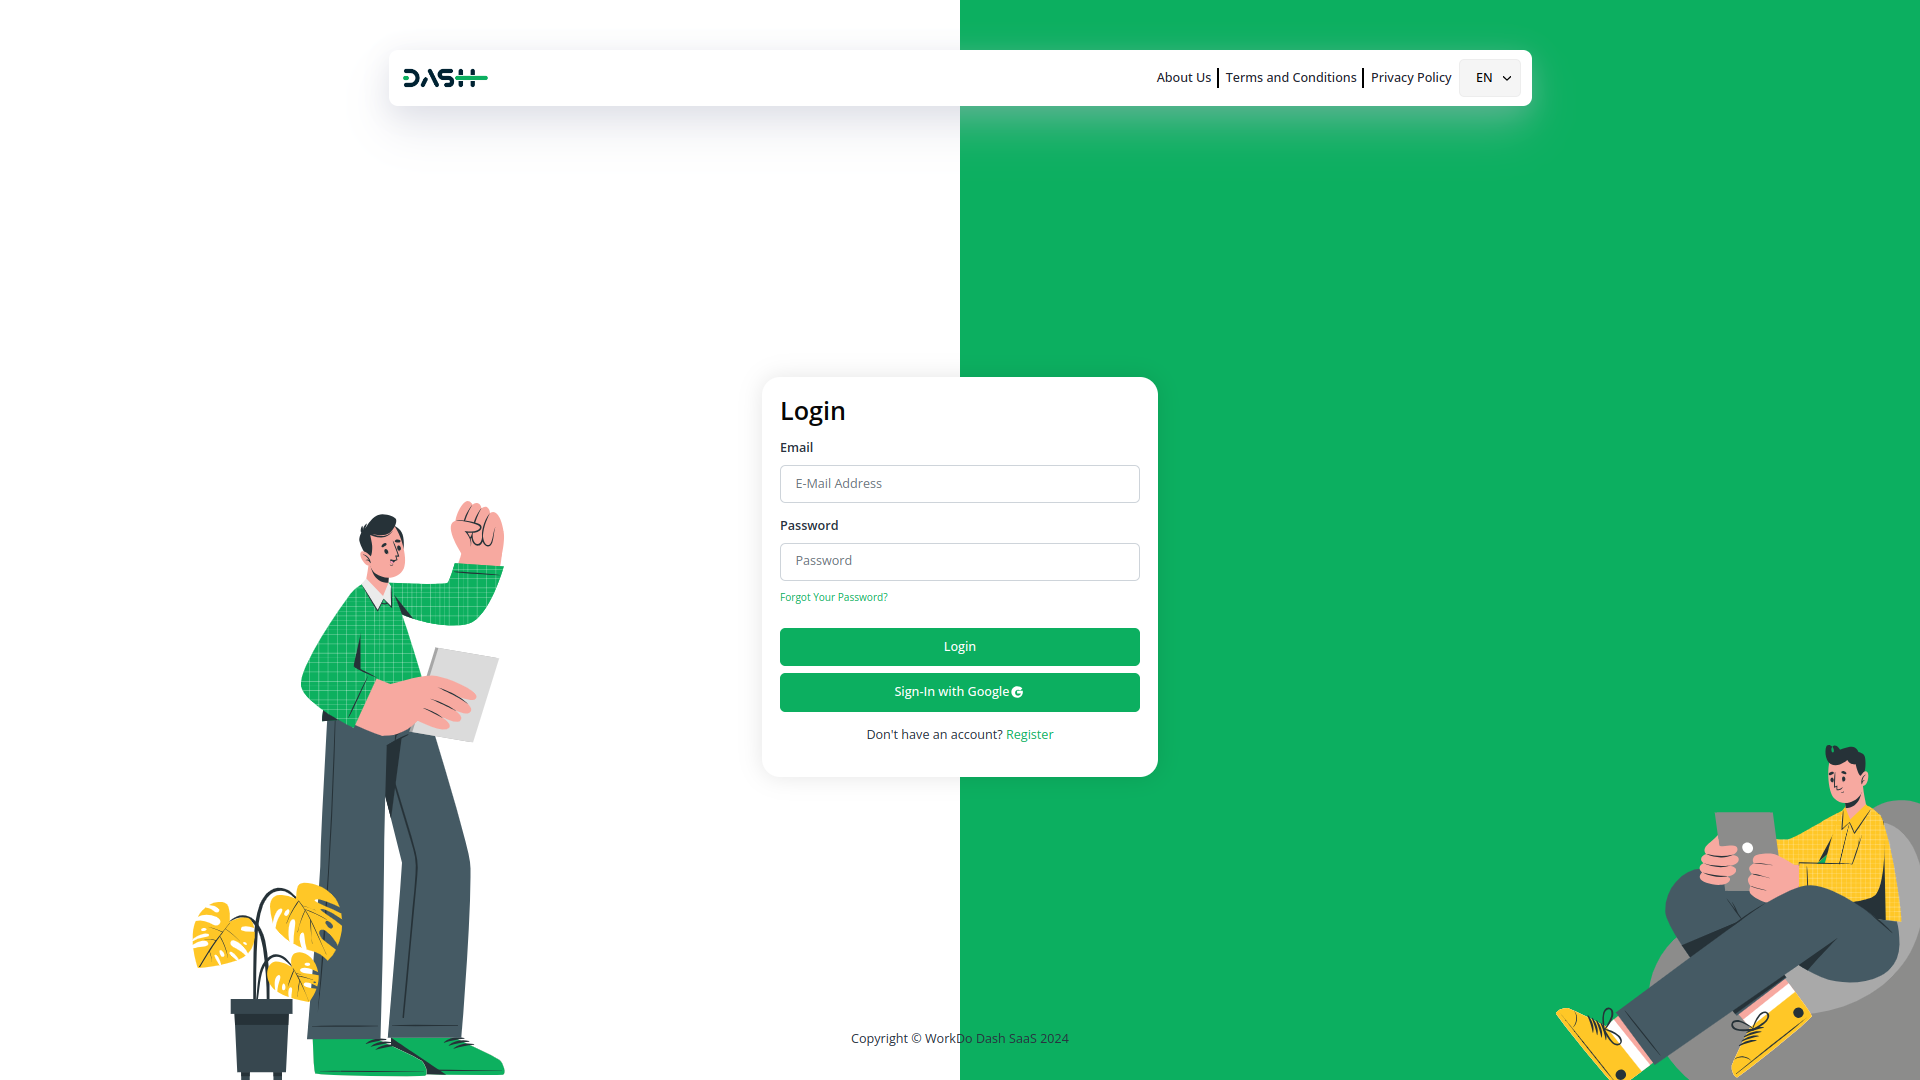 DASH
About Us
Terms and Conditions
Privacy Policy
EN
Login
Email
E-Mail Address
Password
Password
Forgot Your Password?
Login
Sign-In with Google
Don't have an account? Register
Copyright © WorkDo Dash SaaS 2024